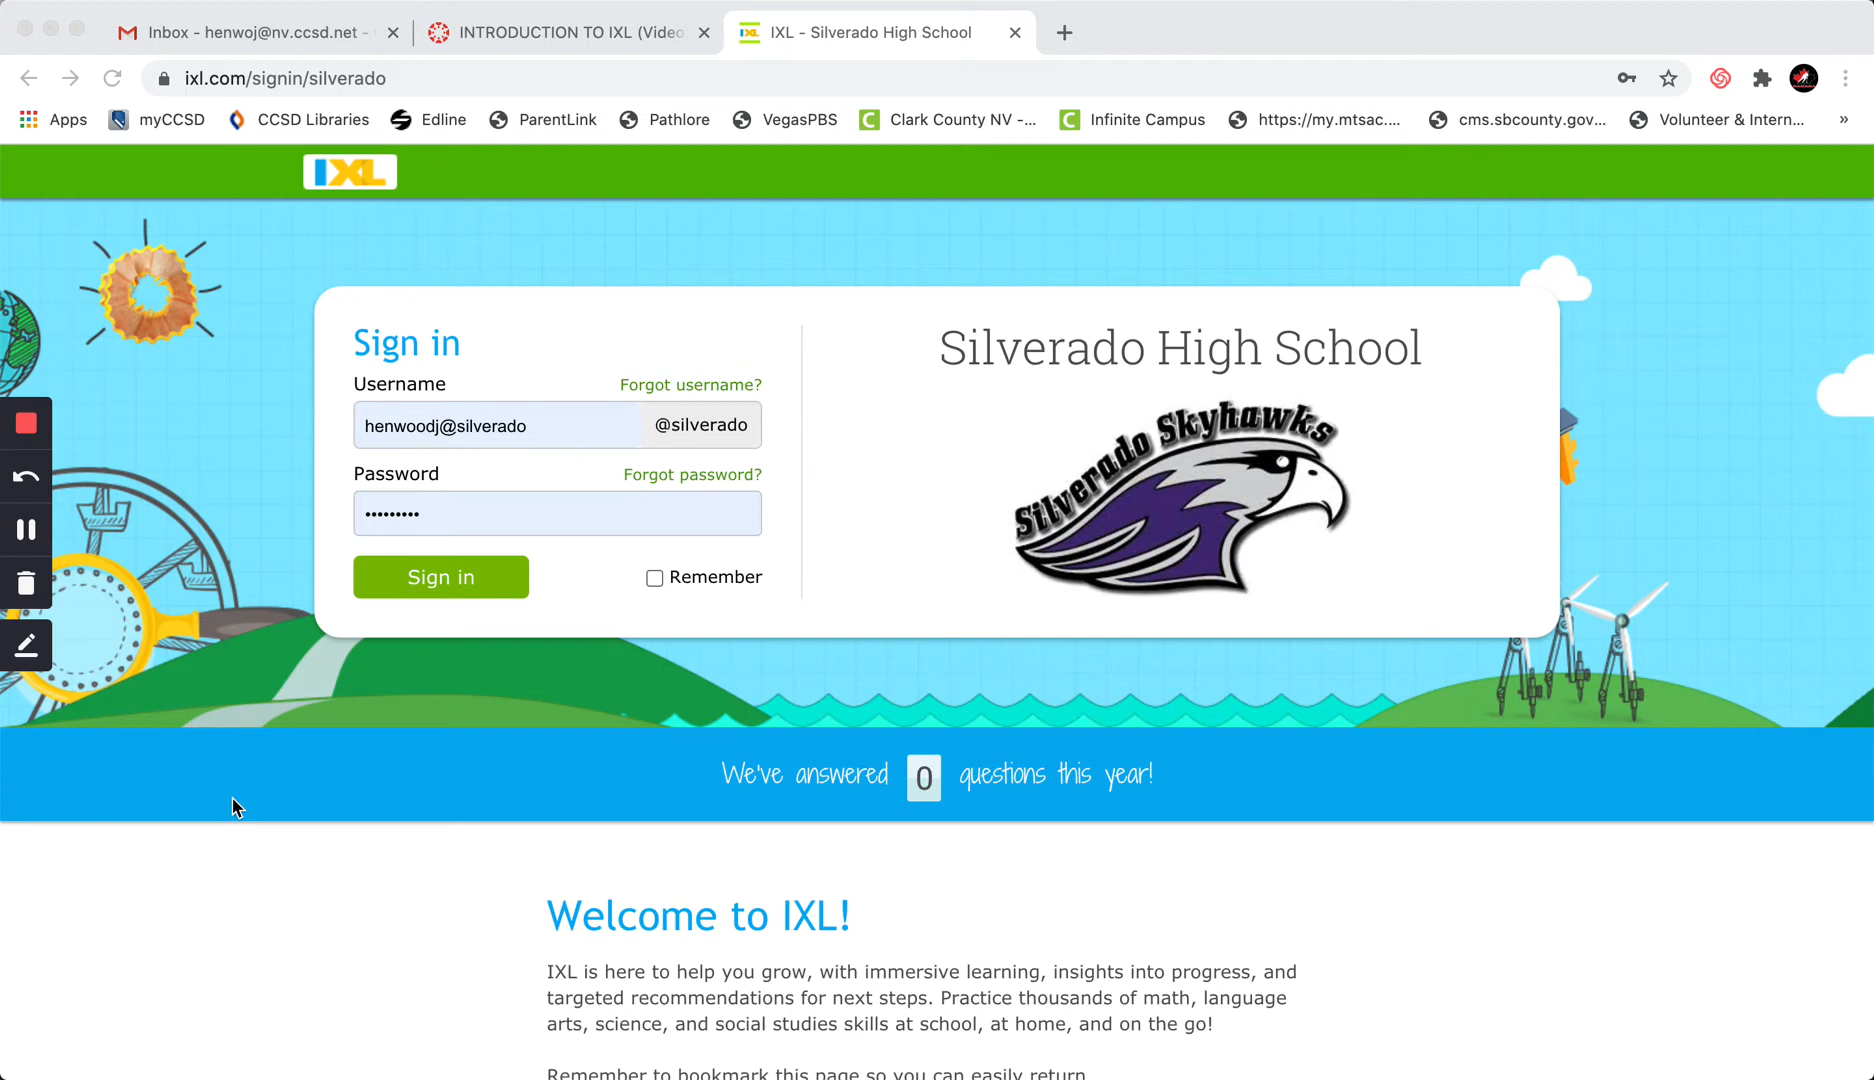 Inbox - henwoj@nv.ccsd.net -
INTRODUCTION TO IXL (Video
IXL - Silverado High School
ixl.com/signin/silverado
Apps
myCCSD
CCSD Libraries
Edline
ParentLink
Pathlore
VegasPBS
Clark County NV -...
Infinite Campus
https://my.mtsac....
cms.sbcounty.gov...
Volunteer & Intern...
»
IXL
Sign in
Username
Forgot username?
henwoodj@silverado
@silverado
Password
Forgot password?
•••••••••
Sign in
Remember
Silverado High School
Silverado Skyhawks
We've answered 0 questions this year!
Welcome to IXL!
IXL is here to help you grow, with immersive learning, insights into progress, and
targeted recommendations for next steps. Practice thousands of math, language
arts, science, and social studies skills at school, at home, and on the go!
Remember to bookmark this page so you can easily return.